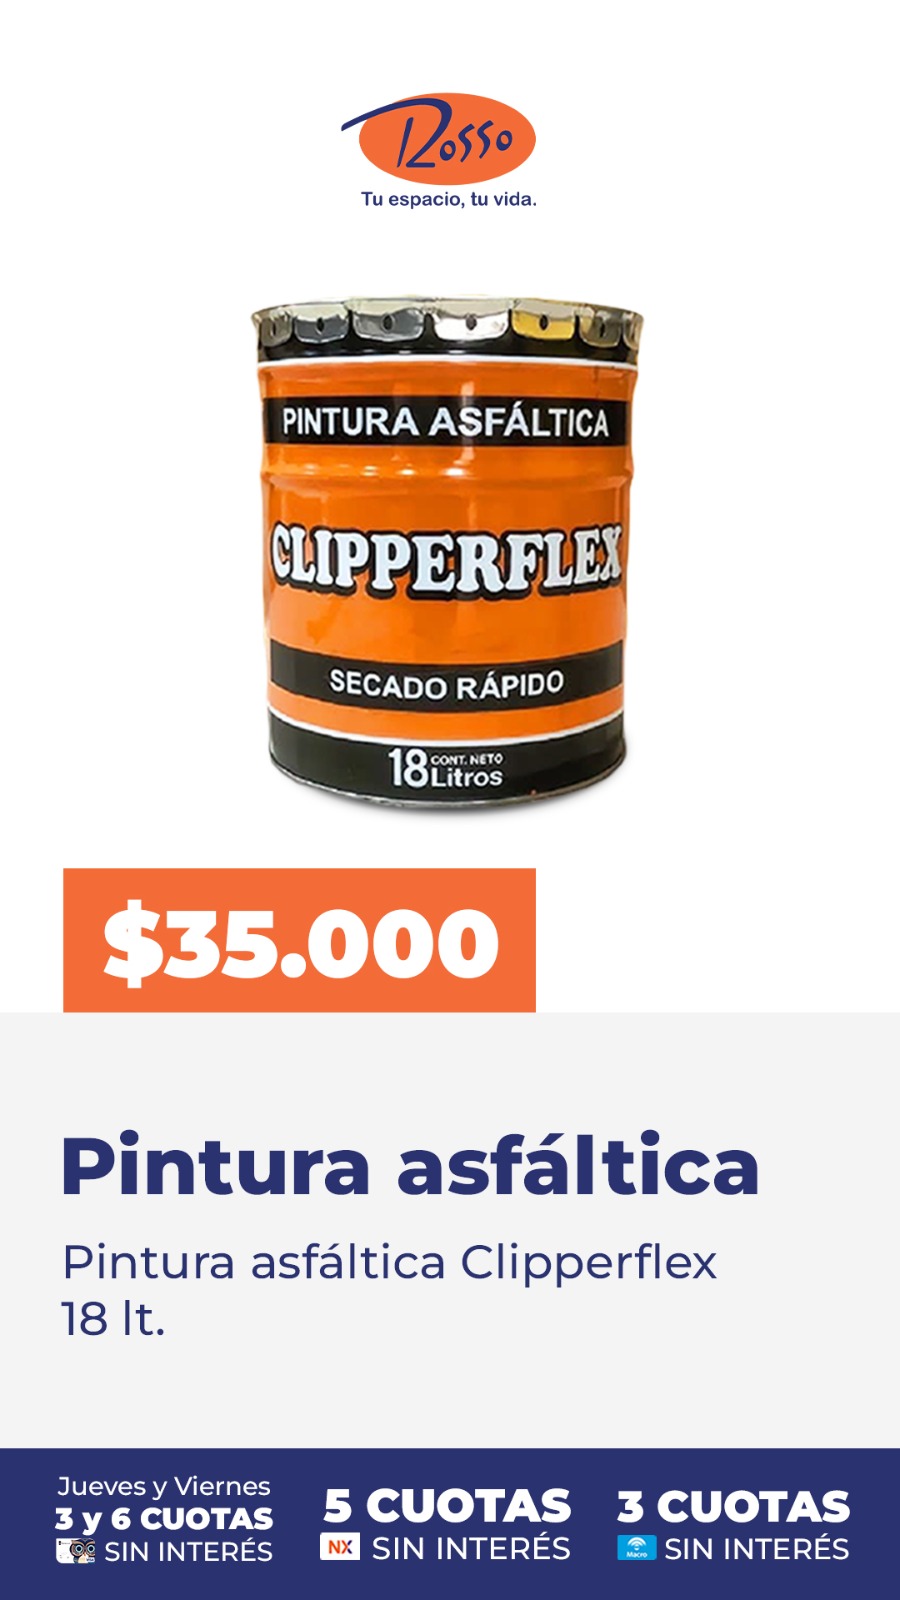 Rosso
Tu espacio, tu vida.
PINTURA ASFÁLTICA
CLIPPERFLEX
SECADO RÁPIDO
18 CONT. NETO
Litros
$35.000
Pintura asfáltica
Pintura asfáltica Clipperflex
18 lt.
Jueves y Viernes
3 y 6 CUOTAS
SIN INTERÉS
5 CUOTAS
NX SIN INTERÉS
3 CUOTAS
Macro SIN INTERÉS